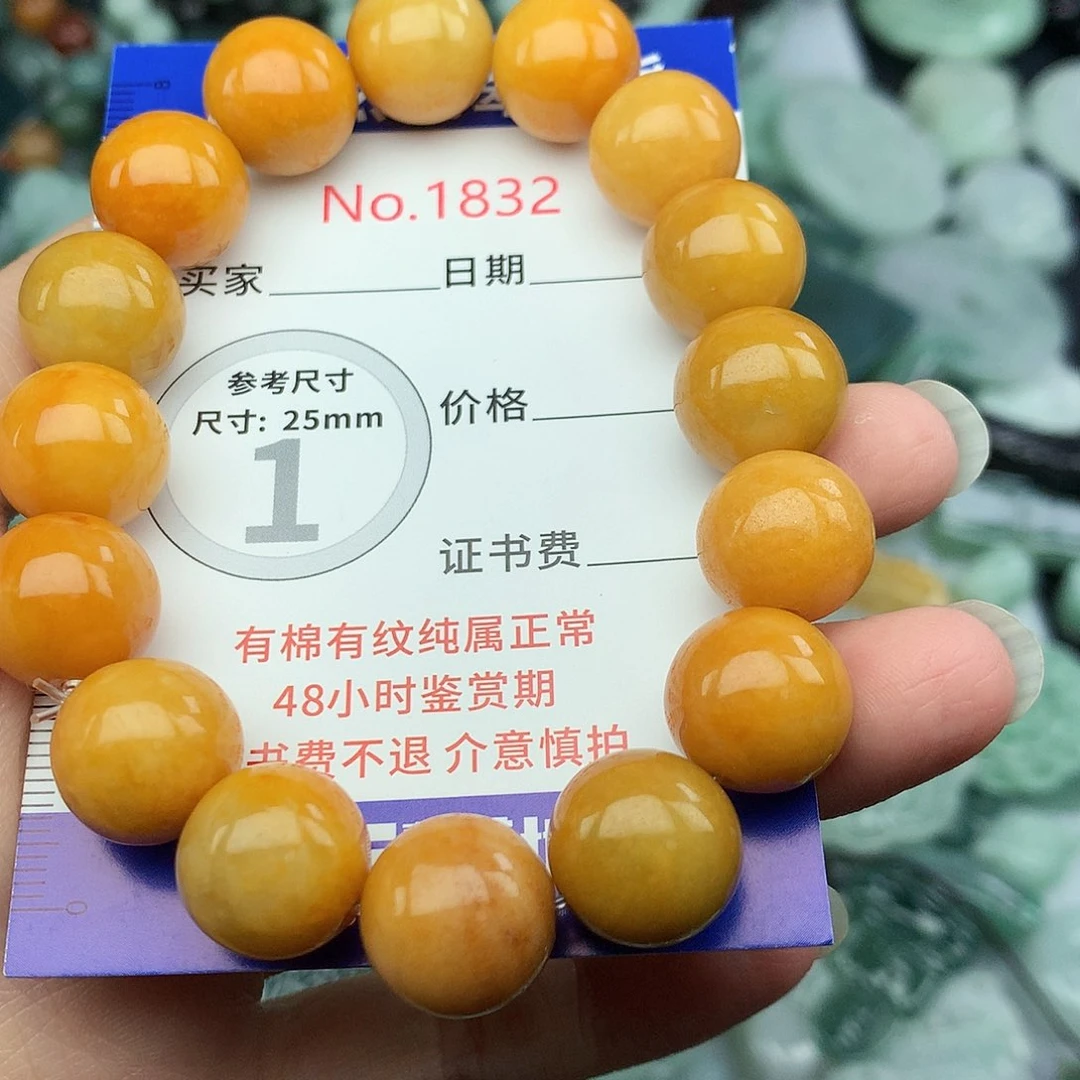 No.1832
买家 日期
参考尺寸
尺寸: 25mm
价格
1
证书费
有棉有纹纯属正常
48小时鉴赏期
书费不退 介意慎拍